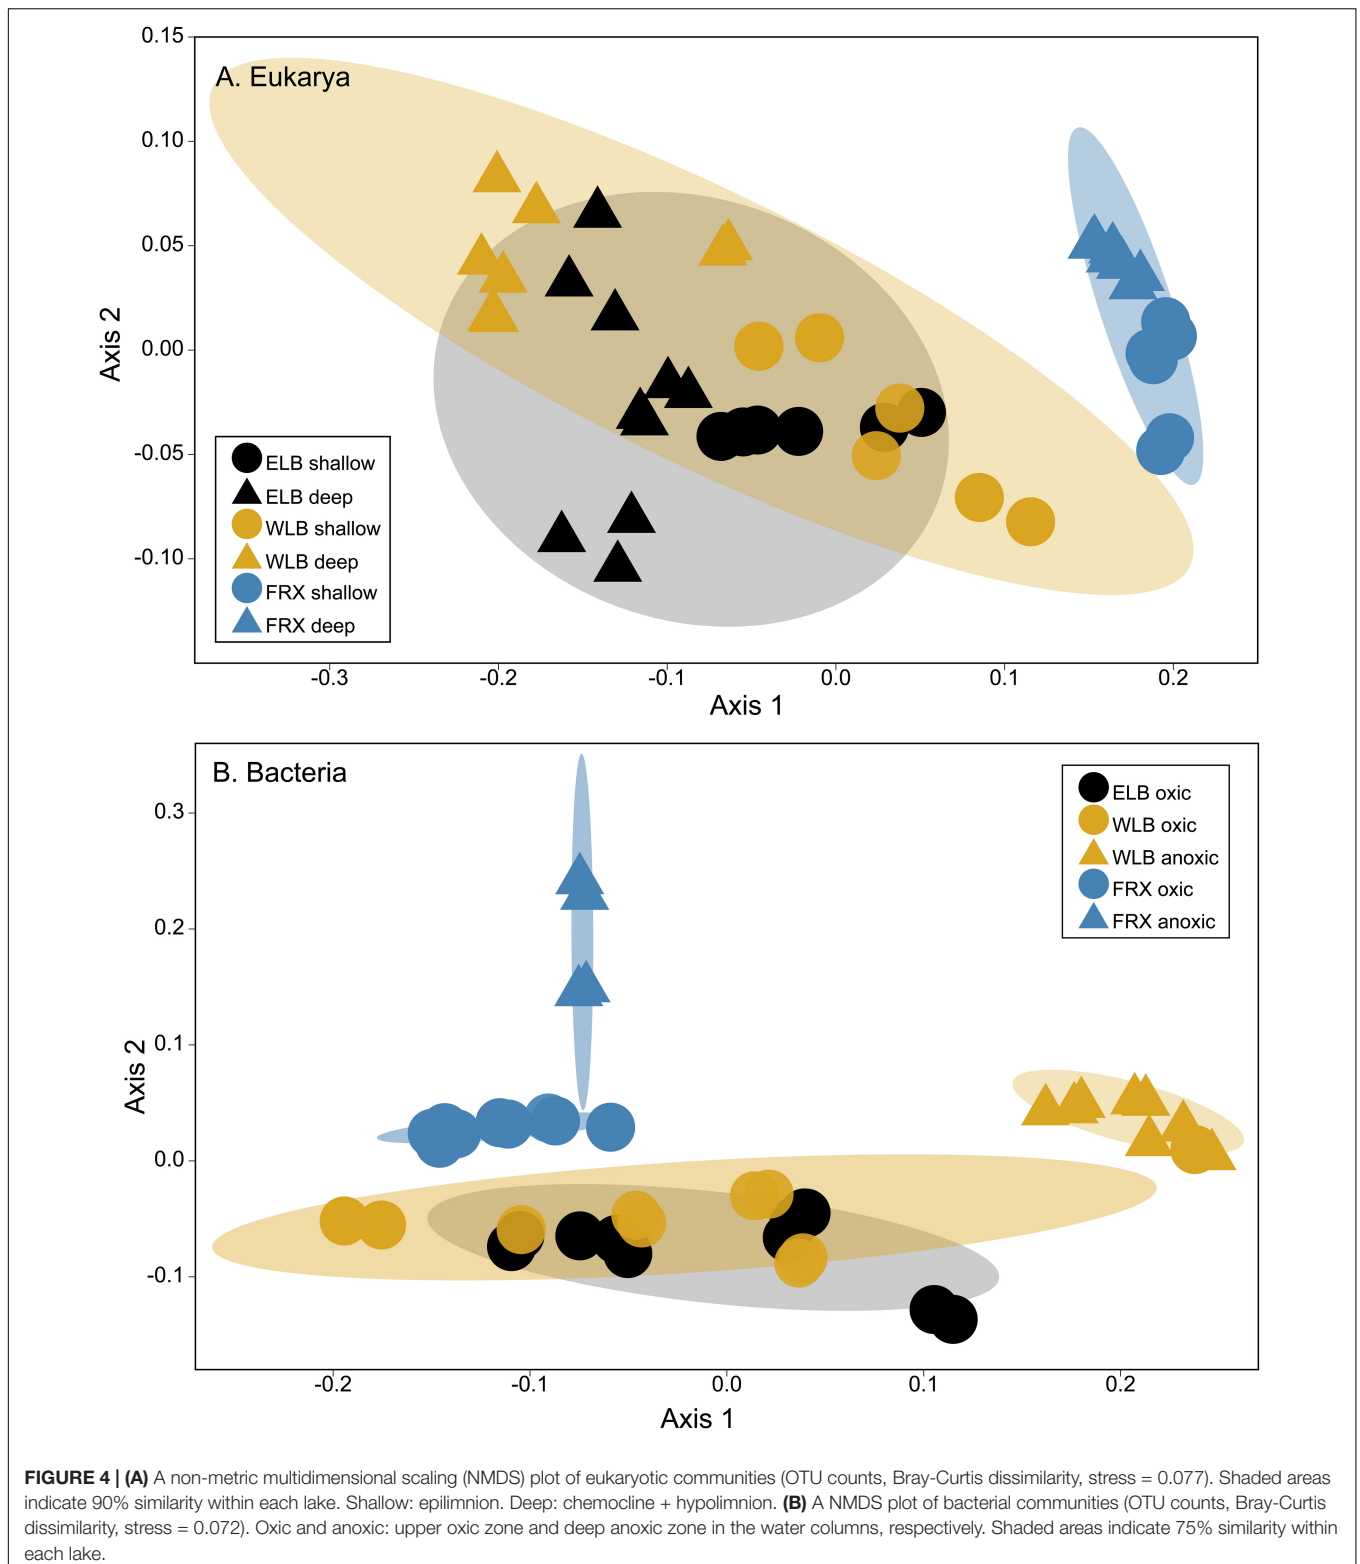 A. Eukarya
0.15
0.10
0.05
0.00
-0.05
-0.10
Axis 2
ELB shallow
ELB deep
WLB shallow
WLB deep
FRX shallow
FRX deep
-0.3 -0.2 -0.1 0.0 0.1 0.2
Axis 1
B. Bacteria
0.3
0.2
0.1
0.0
-0.1
Axis 2
ELB oxic
WLB oxic
WLB anoxic
FRX oxic
FRX anoxic
-0.2 -0.1 0.0 0.1 0.2
Axis 1
FIGURE 4 | (A) A non-metric multidimensional scaling (NMDS) plot of eukaryotic communities (OTU counts, Bray-Curtis dissimilarity, stress = 0.077). Shaded areas
indicate 90% similarity within each lake. Shallow: epilimnion. Deep: chemocline + hypolimnion. (B) A NMDS plot of bacterial communities (OTU counts, Bray-Curtis
dissimilarity, stress = 0.072). Oxic and anoxic: upper oxic zone and deep anoxic zone in the water columns, respectively. Shaded areas indicate 75% similarity within
each lake.